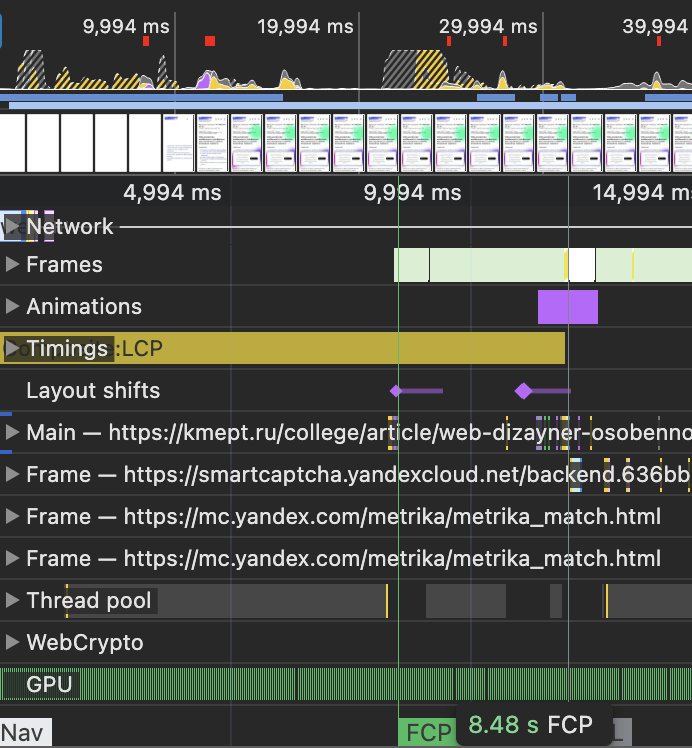 9,994 ms 19,994 ms 29,994 ms 39,994
4,994 ms 9,994 ms 14,994 m
Network
Frames
Animations
Timings :LCP
Layout shifts
Main — https://kmept.ru/college/article/web-dizayner-osobenno
Frame — https://smartcaptcha.yandexcloud.net/backend.636bb
Frame — https://mc.yandex.com/metrika/metrika_match.html
Frame — https://mc.yandex.com/metrika/metrika_match.html
Thread pool
WebCrypto
GPU
Nav FCP 8.48 s FCP L